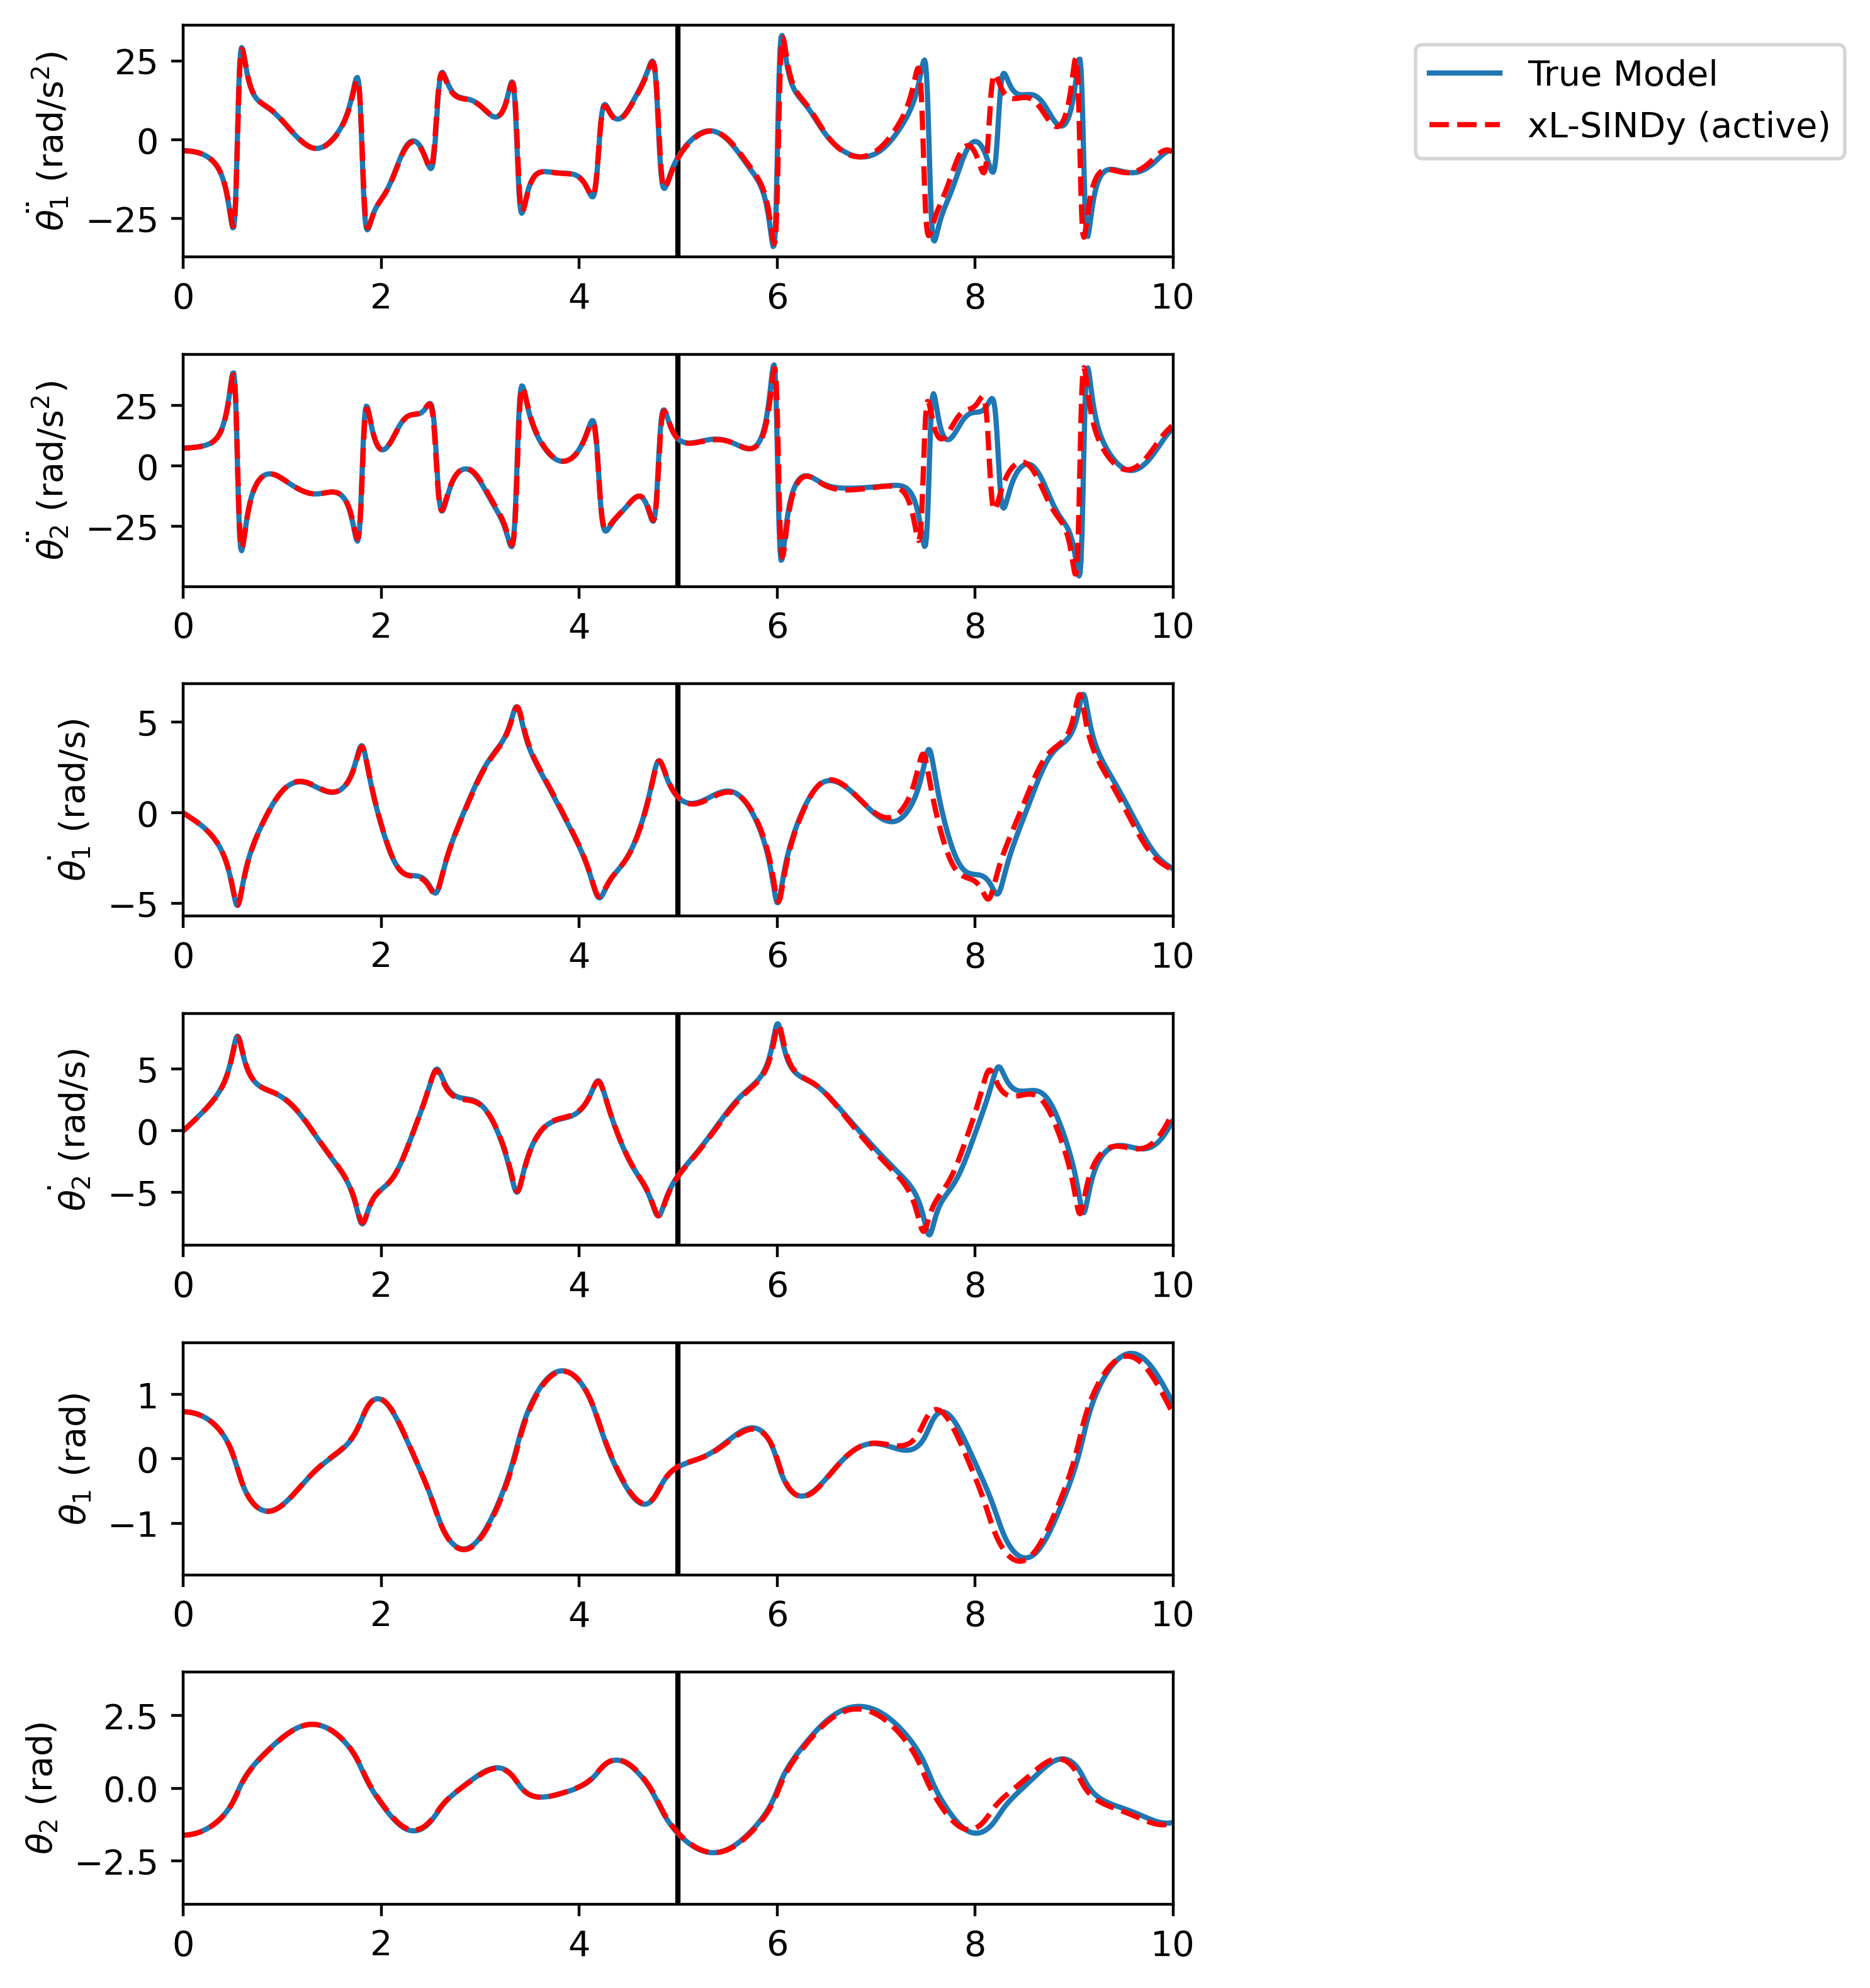 θ̈₁ (rad/s²)
25
0
−25
0 2 4 6 8 10
True Model
xL-SINDy (active)
θ̈₂ (rad/s²)
25
0
−25
0 2 4 6 8 10
θ̇₁ (rad/s)
5
0
−5
0 2 4 6 8 10
θ̇₂ (rad/s)
5
0
−5
0 2 4 6 8 10
θ₁ (rad)
1
0
−1
0 2 4 6 8 10
θ₂ (rad)
2.5
0.0
−2.5
0 2 4 6 8 10